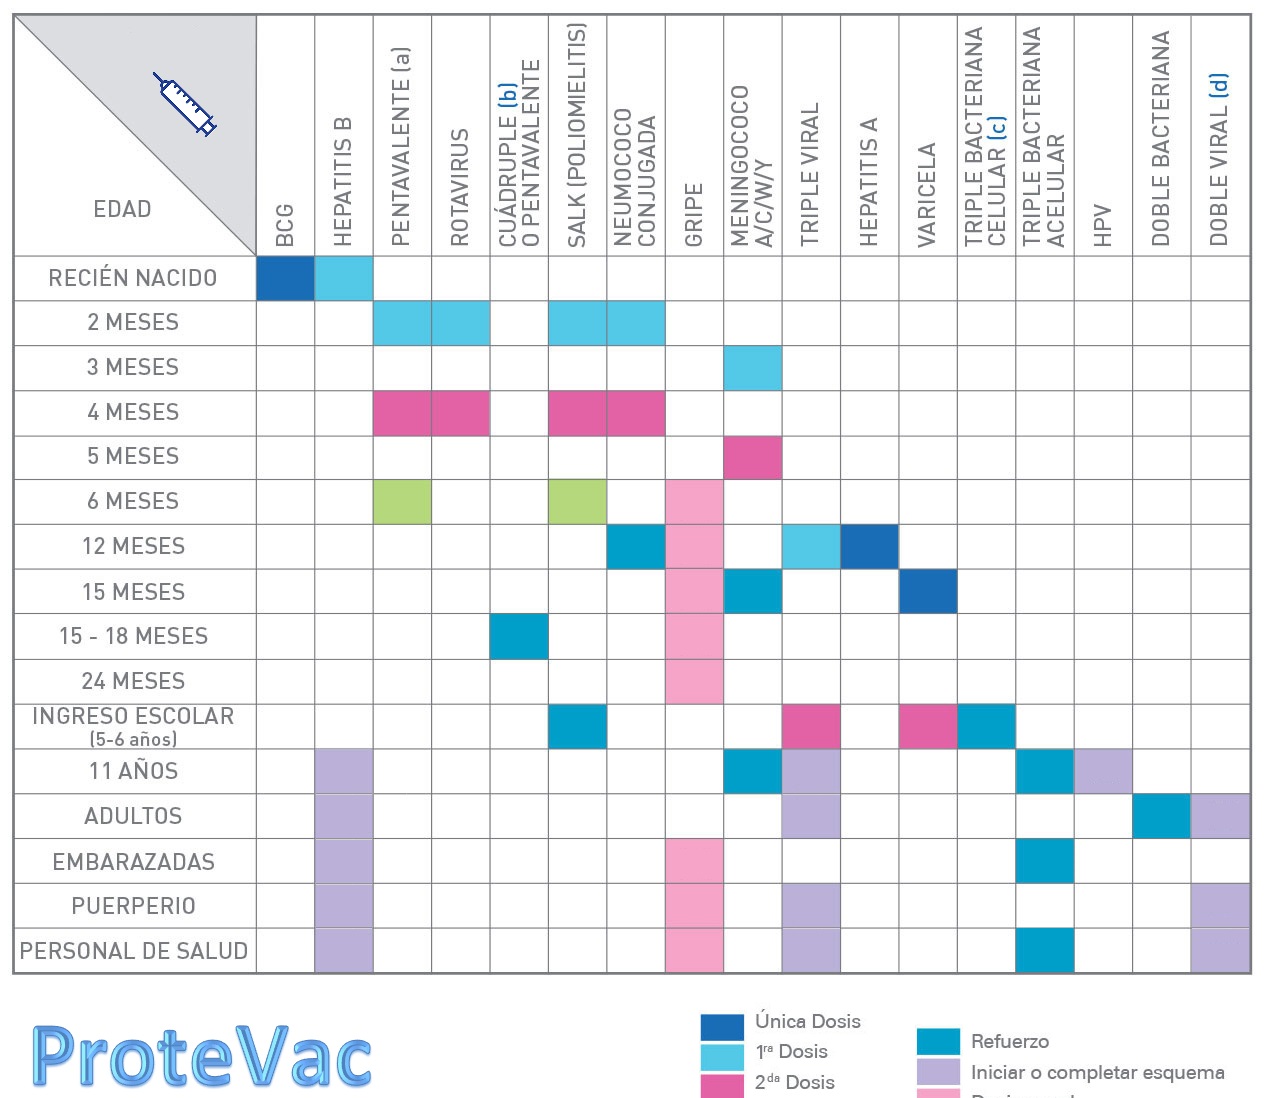 EDAD
BCG
HEPATITIS B
PENTAVALENTE (a)
ROTAVIRUS
CUÁDRUPLE (b)
O PENTAVALENTE
SALK (POLIOMIELITIS)
NEUMOCOCO
CONJUGADA
GRIPE
MENINGOCOCO
A/C/W/Y
TRIPLE VIRAL
HEPATITIS A
VARICELA
TRIPLE BACTERIANA
CELULAR (c)
TRIPLE BACTERIANA
ACELULAR
HPV
DOBLE BACTERIANA
DOBLE VIRAL (d)
RECIÉN NACIDO
2 MESES
3 MESES
4 MESES
5 MESES
6 MESES
12 MESES
15 MESES
15 - 18 MESES
24 MESES
INGRESO ESCOLAR
(5-6 años)
11 AÑOS
ADULTOS
EMBARAZADAS
PUERPERIO
PERSONAL DE SALUD
ProteVac
Única Dosis
1ra Dosis
2da Dosis
Refuerzo
Iniciar o completar esquema